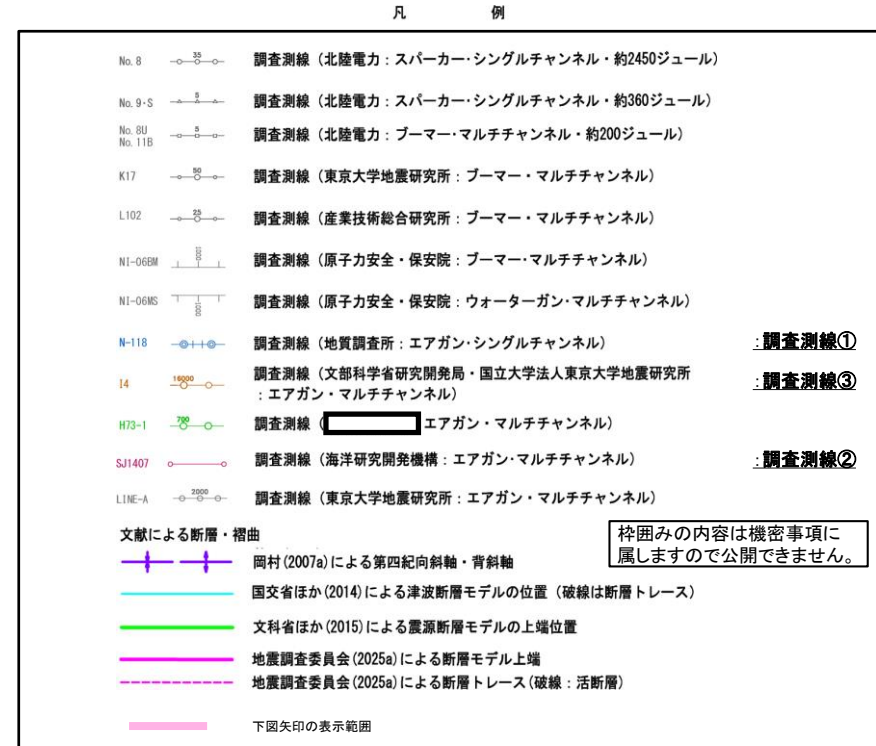 凡 例
No. 8 35 調査測線（北陸電力：スパーカー・シングルチャンネル・約2450ジュール）
No. 9・S 5 調査測線（北陸電力：スパーカー・シングルチャンネル・約360ジュール）
No. 8U
No. 11B 5 調査測線（北陸電力：ブーマー・マルチチャンネル・約200ジュール）
K17 50 調査測線（東京大学地震研究所：ブーマー・マルチチャンネル）
L102 25 調査測線（産業技術総合研究所：ブーマー・マルチチャンネル）
NI-06BM 1000 調査測線（原子力安全・保安院：ブーマー・マルチチャンネル）
NI-06MS 1000 調査測線（原子力安全・保安院：ウォーターガン・マルチチャンネル）
N-118 調査測線（地質調査所：エアガン・シングルチャンネル） :調査測線①
I4 16000 調査測線（文部科学省研究開発局・国立大学法人東京大学地震研究所
：エアガン・マルチチャンネル） :調査測線③
H73-1 700 調査測線（ エアガン・マルチチャンネル）
SJ1407 調査測線（海洋研究開発機構：エアガン・マルチチャンネル） :調査測線②
LINE-A 2000 調査測線（東京大学地震研究所：エアガン・マルチチャンネル）
文献による断層・褶曲
枠囲みの内容は機密事項に
属しますので公開できません。
岡村(2007a)による第四紀向斜軸・背斜軸
国交省ほか(2014)による津波断層モデルの位置（破線は断層トレース）
文科省ほか(2015)による震源断層モデルの上端位置
地震調査委員会(2025a)による断層モデル上端
地震調査委員会(2025a)による断層トレース(破線：活断層)
下図矢印の表示範囲